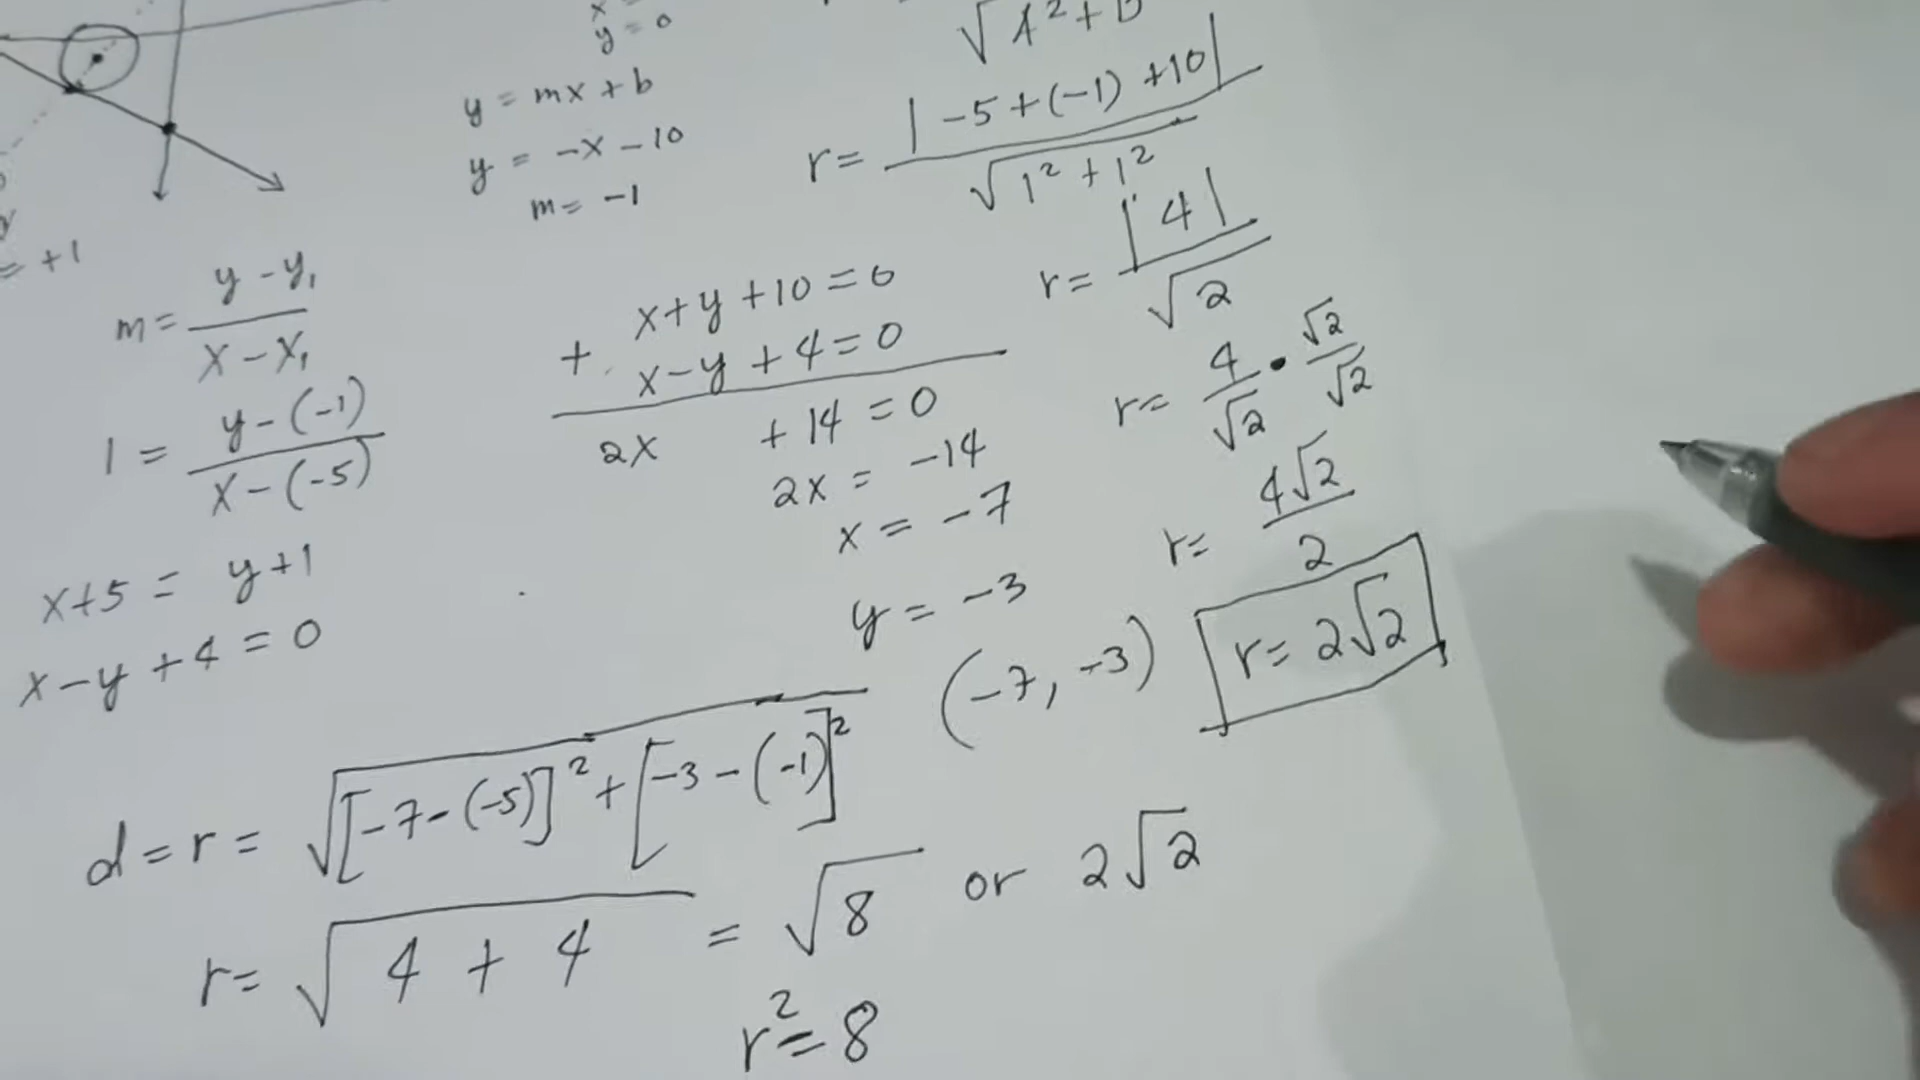 y = 0
y = mx + b
y = -x - 10
m = -1
= +1
m = y - y₁ / x - x₁
1 = y - (-1) / x - (-5)
x+5 = y+1
x - y + 4 = 0
x + y + 10 = 0
+ x - y + 4 = 0
2x + 14 = 0
2x = -14
x = -7
y = -3
(-7, -3)
r = |-5 + (-1) + 10| / √1² + 1²
r = |4| / √2
r = 4/√2 • √2/√2
r = 4√2 / 2
r = 2√2
d = r = √[-7 - (-5)]² + [-3 - (-1)]²
r = √4 + 4 = √8 or 2√2
r² = 8